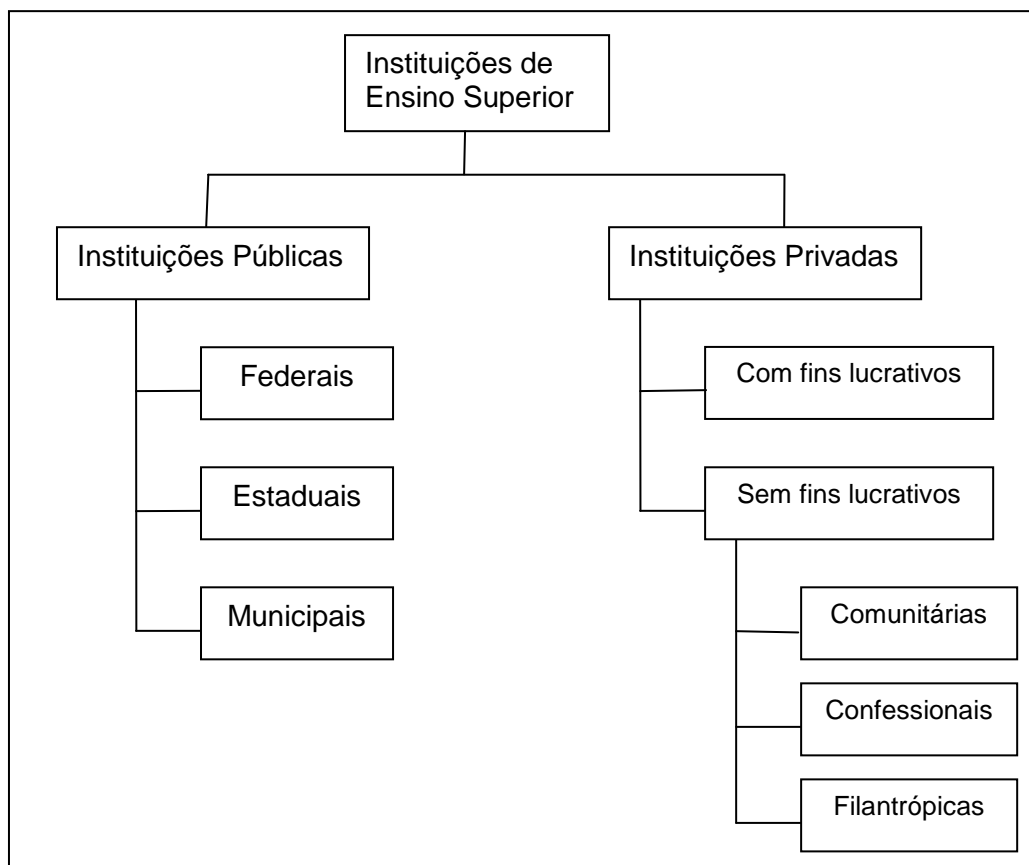 Instituições de
Ensino Superior
Instituições Públicas
Instituições Privadas
Federais
Estaduais
Municipais
Com fins lucrativos
Sem fins lucrativos
Comunitárias
Confessionais
Filantrópicas